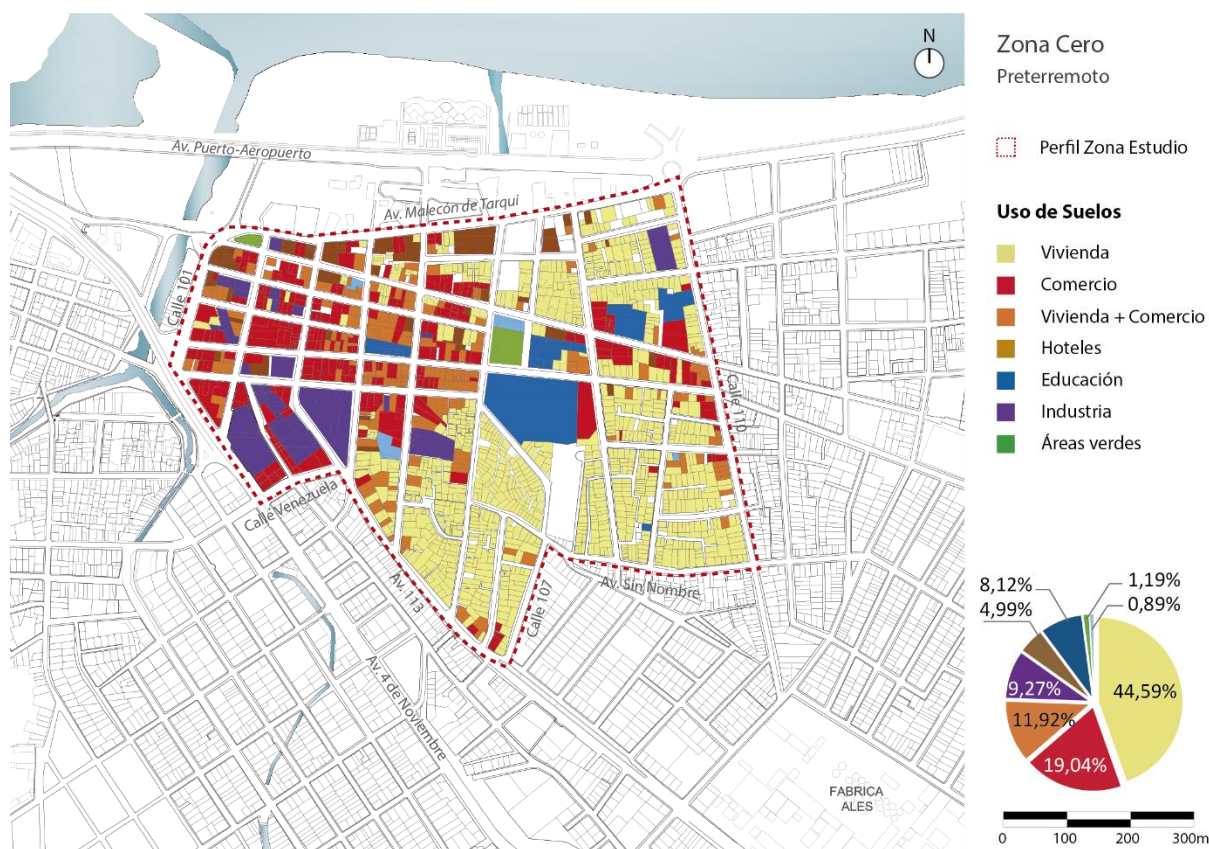 N
Av. Puerto-Aeropuerto
Av. Malecón de Tarqui
Calle 101
Calle 110
Calle Venezuela
Av. 113
Calle 107
Av. Sin Nombre
Av. 4 de Noviembre
FABRICA
ALES
Zona Cero
Preterremoto
Perfil Zona Estudio
Uso de Suelos
Vivienda
Comercio
Vivienda + Comercio
Hoteles
Educación
Industria
Áreas verdes
8,12%
1,19%
4,99%
0,89%
9,27%
44,59%
11,92%
19,04%
0 100 200 300m